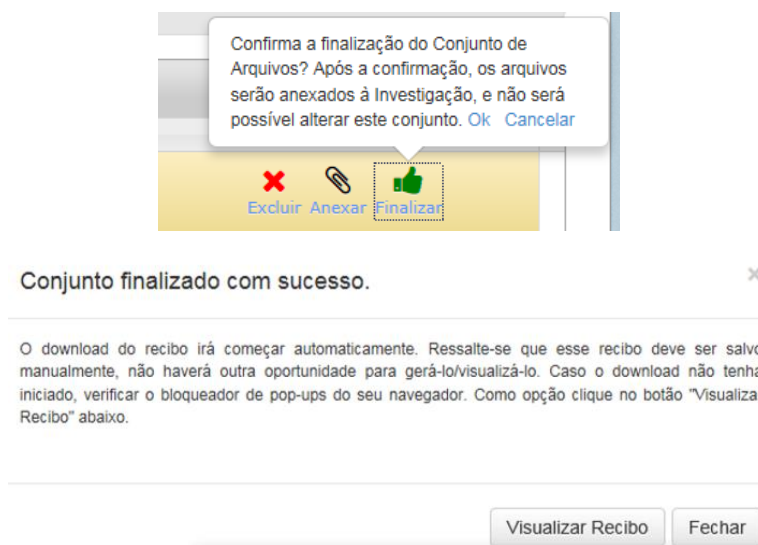 Confirma a finalização do Conjunto de
Arquivos? Após a confirmação, os arquivos
serão anexados à Investigação, e não será
possível alterar este conjunto. Ok Cancelar
Excluir Anexar Finalizar
Conjunto finalizado com sucesso.
O download do recibo irá começar automaticamente. Ressalte-se que esse recibo deve ser salvo
manualmente, não haverá outra oportunidade para gerá-lo/visualizá-lo. Caso o download não tenha
iniciado, verificar o bloqueador de pop-ups do seu navegador. Como opção clique no botão "Visualiza
Recibo" abaixo.
Visualizar Recibo Fechar